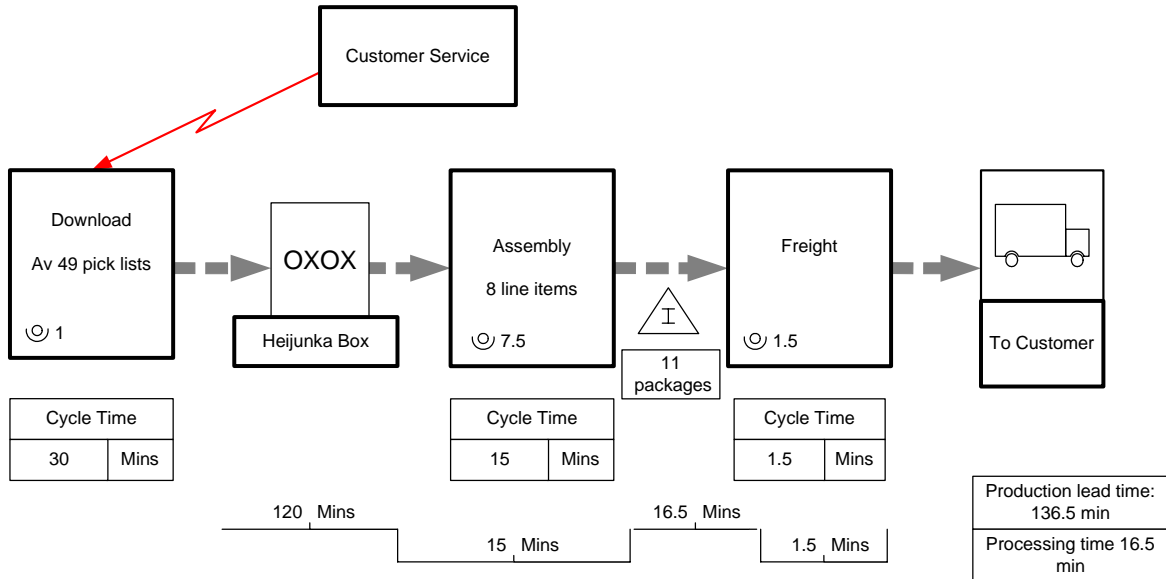 Customer Service
Download
Av 49 pick lists
1
OXOX
Heijunka Box
Assembly
8 line items
7.5
I
11
packages
Freight
1.5
To Customer
Cycle Time
30 Mins
Cycle Time
15 Mins
Cycle Time
1.5 Mins
120 Mins
15 Mins
16.5 Mins
1.5 Mins
Production lead time:
136.5 min
Processing time 16.5
min